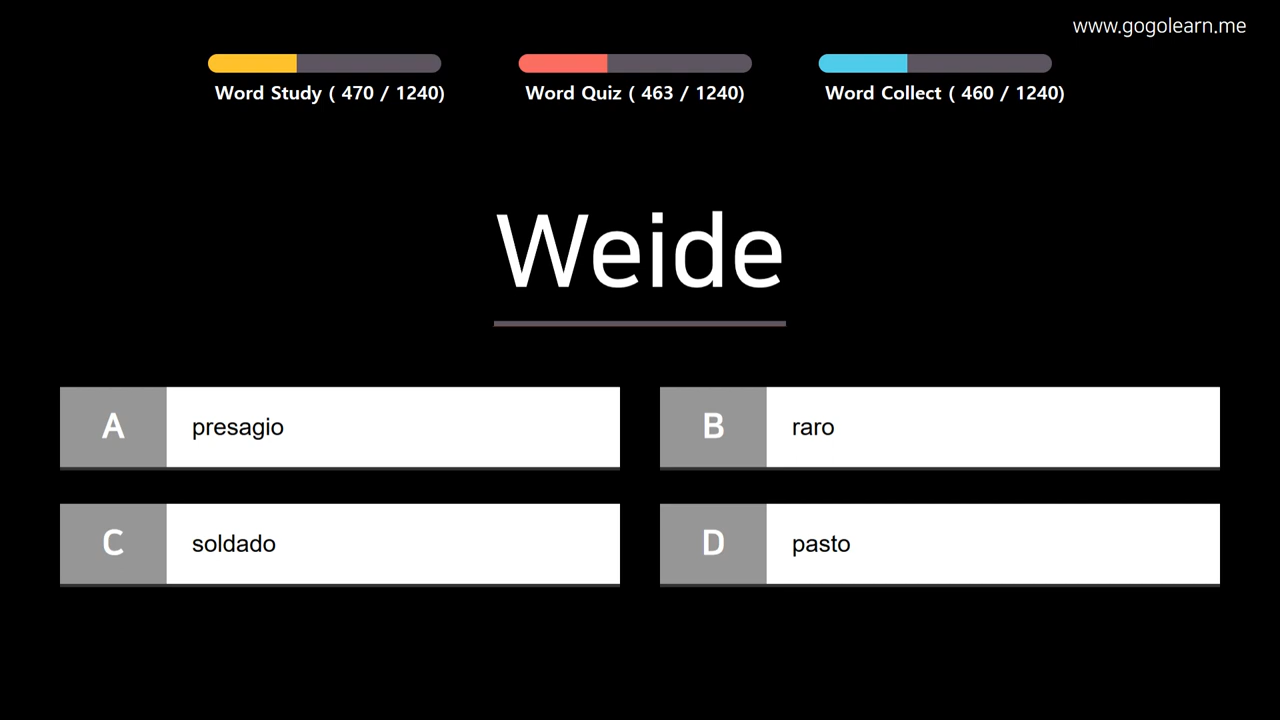 www.gogolearn.me
Word Study ( 470 / 1240)
Word Quiz ( 463 / 1240)
Word Collect ( 460 / 1240)
Weide
A presagio
B raro
C soldado
D pasto